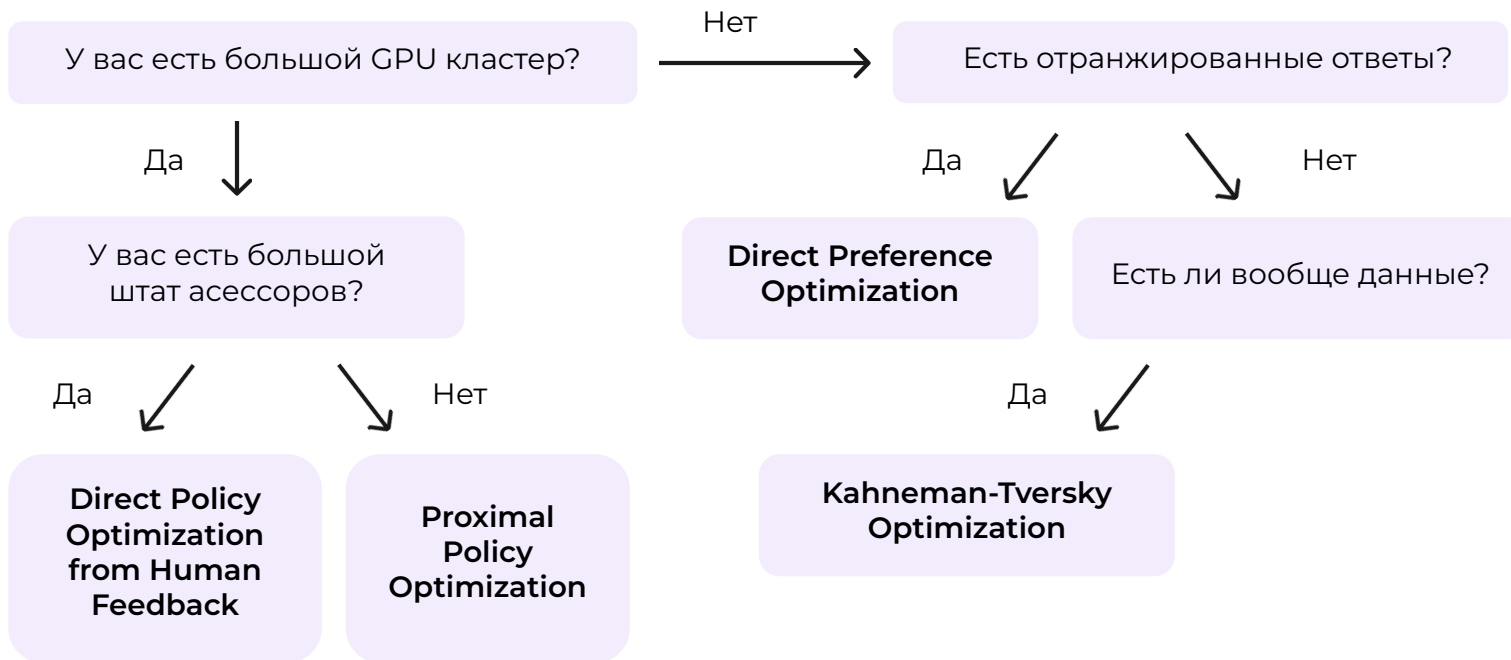 Нет
У вас есть большой GPU кластер?
Есть отранжированные ответы?
Да
Да
Нет
У вас есть большой
штат асессоров?
Direct Preference
Optimization
Есть ли вообще данные?
Да
Нет
Да
Direct Policy
Optimization
from Human
Feedback
Proximal
Policy
Optimization
Kahneman-Tversky
Optimization